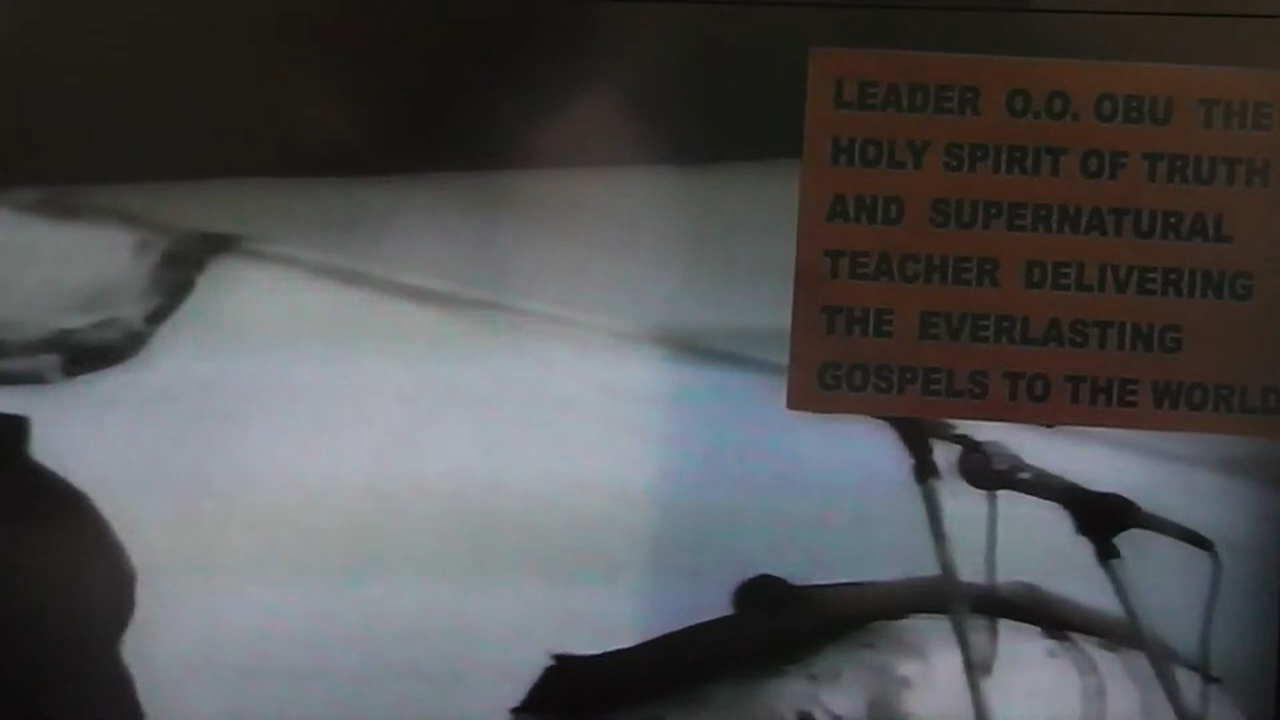 LEADER O.O. OBU THE
HOLY SPIRIT OF TRUTH
AND SUPERNATURAL
TEACHER DELIVERING
THE EVERLASTING
GOSPELS TO THE WORLD